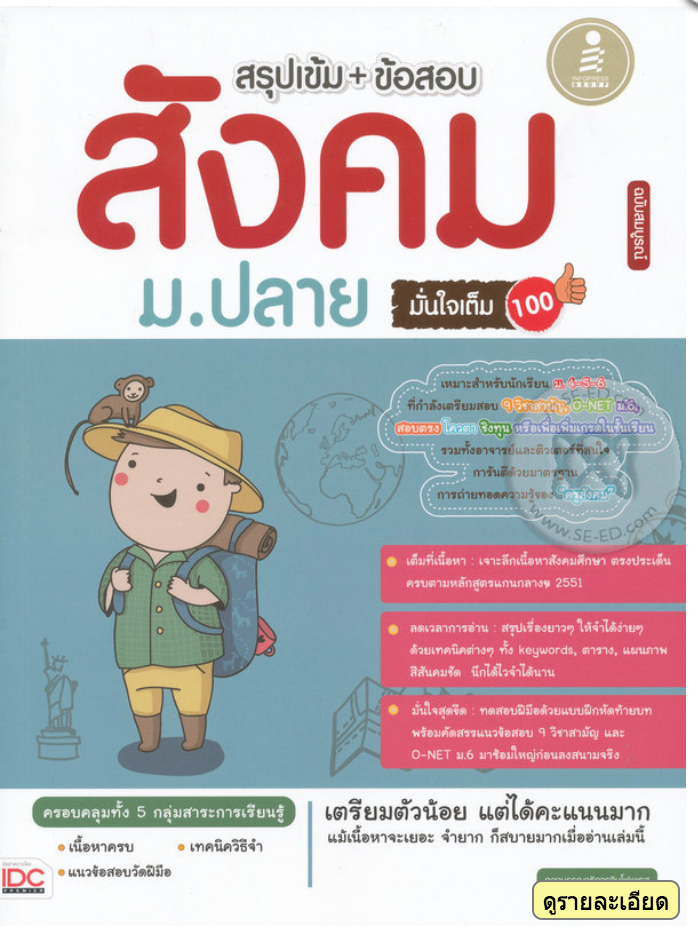 สรุปเข้ม + ข้อสอบ
INFOPRESS
GROUP
สังคม
ฉบับสมบูรณ์
ม.ปลาย
มั่นใจเต็ม 100
เหมาะสำหรับนักเรียน ม. 4-5-6
ที่กำลังเตรียมสอบ 9 วิชาสามัญ, O-NET ม.6,
สอบตรง โควตา ชิงทุน หรือเพื่อเพิ่มเกรดในชั้นเรียน
รวมทั้งอาจารย์และติวเตอร์ที่สนใจ
การันตีด้วยมาตรฐาน
การถ่ายทอดความรู้ของ "ครูสังคม"
SE-ED
WWW.SE-ED.COM
เต็มที่เนื้อหา : เจาะลึกเนื้อหาสังคมศึกษา ตรงประเด็น
ครบตามหลักสูตรแกนกลางฯ 2551
ลดเวลาการอ่าน : สรุปเรื่องยาวๆ ให้จำได้ง่ายๆ
ด้วยเทคนิคต่างๆ ทั้ง keywords, ตาราง, แผนภาพ
สีสันคมชัด นึกได้ไวจำได้นาน
มั่นใจสุดขีด : ทดสอบฝีมือด้วยแบบฝึกหัดท้ายบท
พร้อมคัดสรรแนวข้อสอบ 9 วิชาสามัญ และ
O-NET ม.6 มาซ้อมใหญ่ก่อนลงสนามจริง
ครอบคลุมทั้ง 5 กลุ่มสาระการเรียนรู้
เนื้อหาครบ
เทคนิควิธีจำ
แนวข้อสอบวัดฝีมือ
เตรียมตัวน้อย แต่ได้คะแนนมาก
แม้เนื้อหาจะเยอะ จำยาก ก็สบายมากเมื่ออ่านเล่มนี้
IDC
PREMIER
ดูรายละเอียด